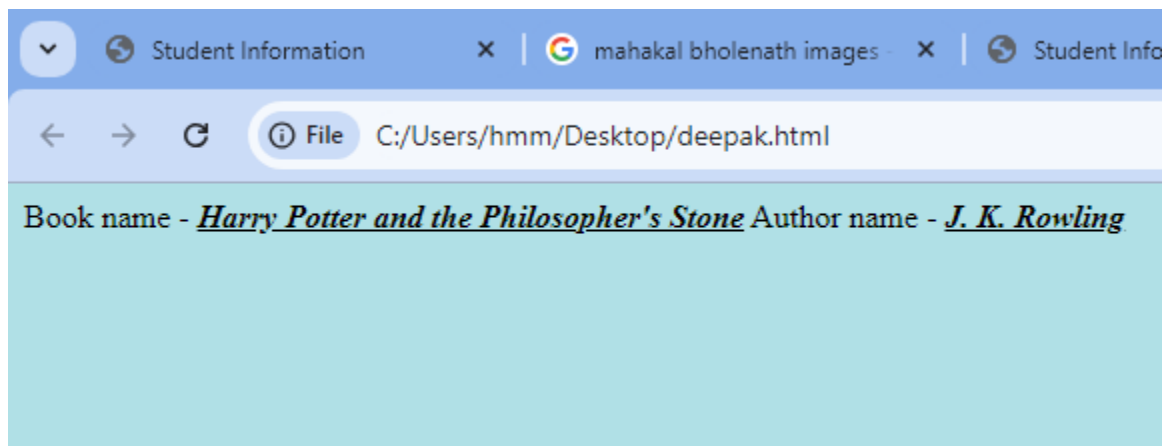 Student Information mahakal bholenath images - Student Info
File C:/Users/hmm/Desktop/deepak.html
Book name - Harry Potter and the Philosopher's Stone Author name - J. K. Rowling